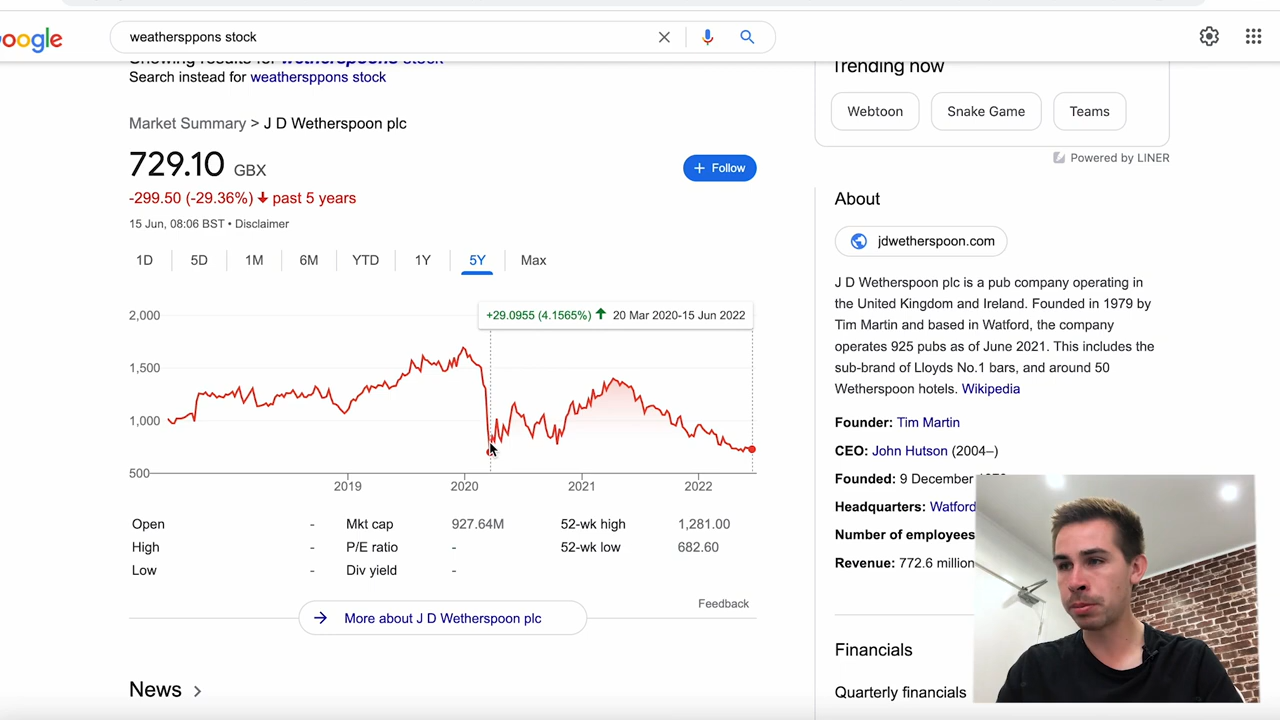 oogle
weathersppons stock
Showing results for wetherspoons stock
Search instead for weathersppons stock
Market Summary > J D Wetherspoon plc
729.10 GBX
+ Follow
-299.50 (-29.36%) past 5 years
15 Jun, 08:06 BST • Disclaimer
1D 5D 1M 6M YTD 1Y 5Y Max
+29.0955 (4.1565%) 20 Mar 2020-15 Jun 2022
2,000
1,500
1,000
500
2019 2020 2021 2022
Open - Mkt cap 927.64M 52-wk high 1,281.00
High - P/E ratio - 52-wk low 682.60
Low - Div yield -
Feedback
More about J D Wetherspoon plc
News
Trending now
Webtoon Snake Game Teams
Powered by LINER
About
jdwetherspoon.com
J D Wetherspoon plc is a pub company operating in
the United Kingdom and Ireland. Founded in 1979 by
Tim Martin and based in Watford, the company
operates 925 pubs as of June 2021. This includes the
sub-brand of Lloyds No.1 bars, and around 50
Wetherspoon hotels. Wikipedia
Founder: Tim Martin
CEO: John Hutson (2004–)
Founded: 9 December
Headquarters: Watford
Number of employees
Revenue: 772.6 million
Financials
Quarterly financials